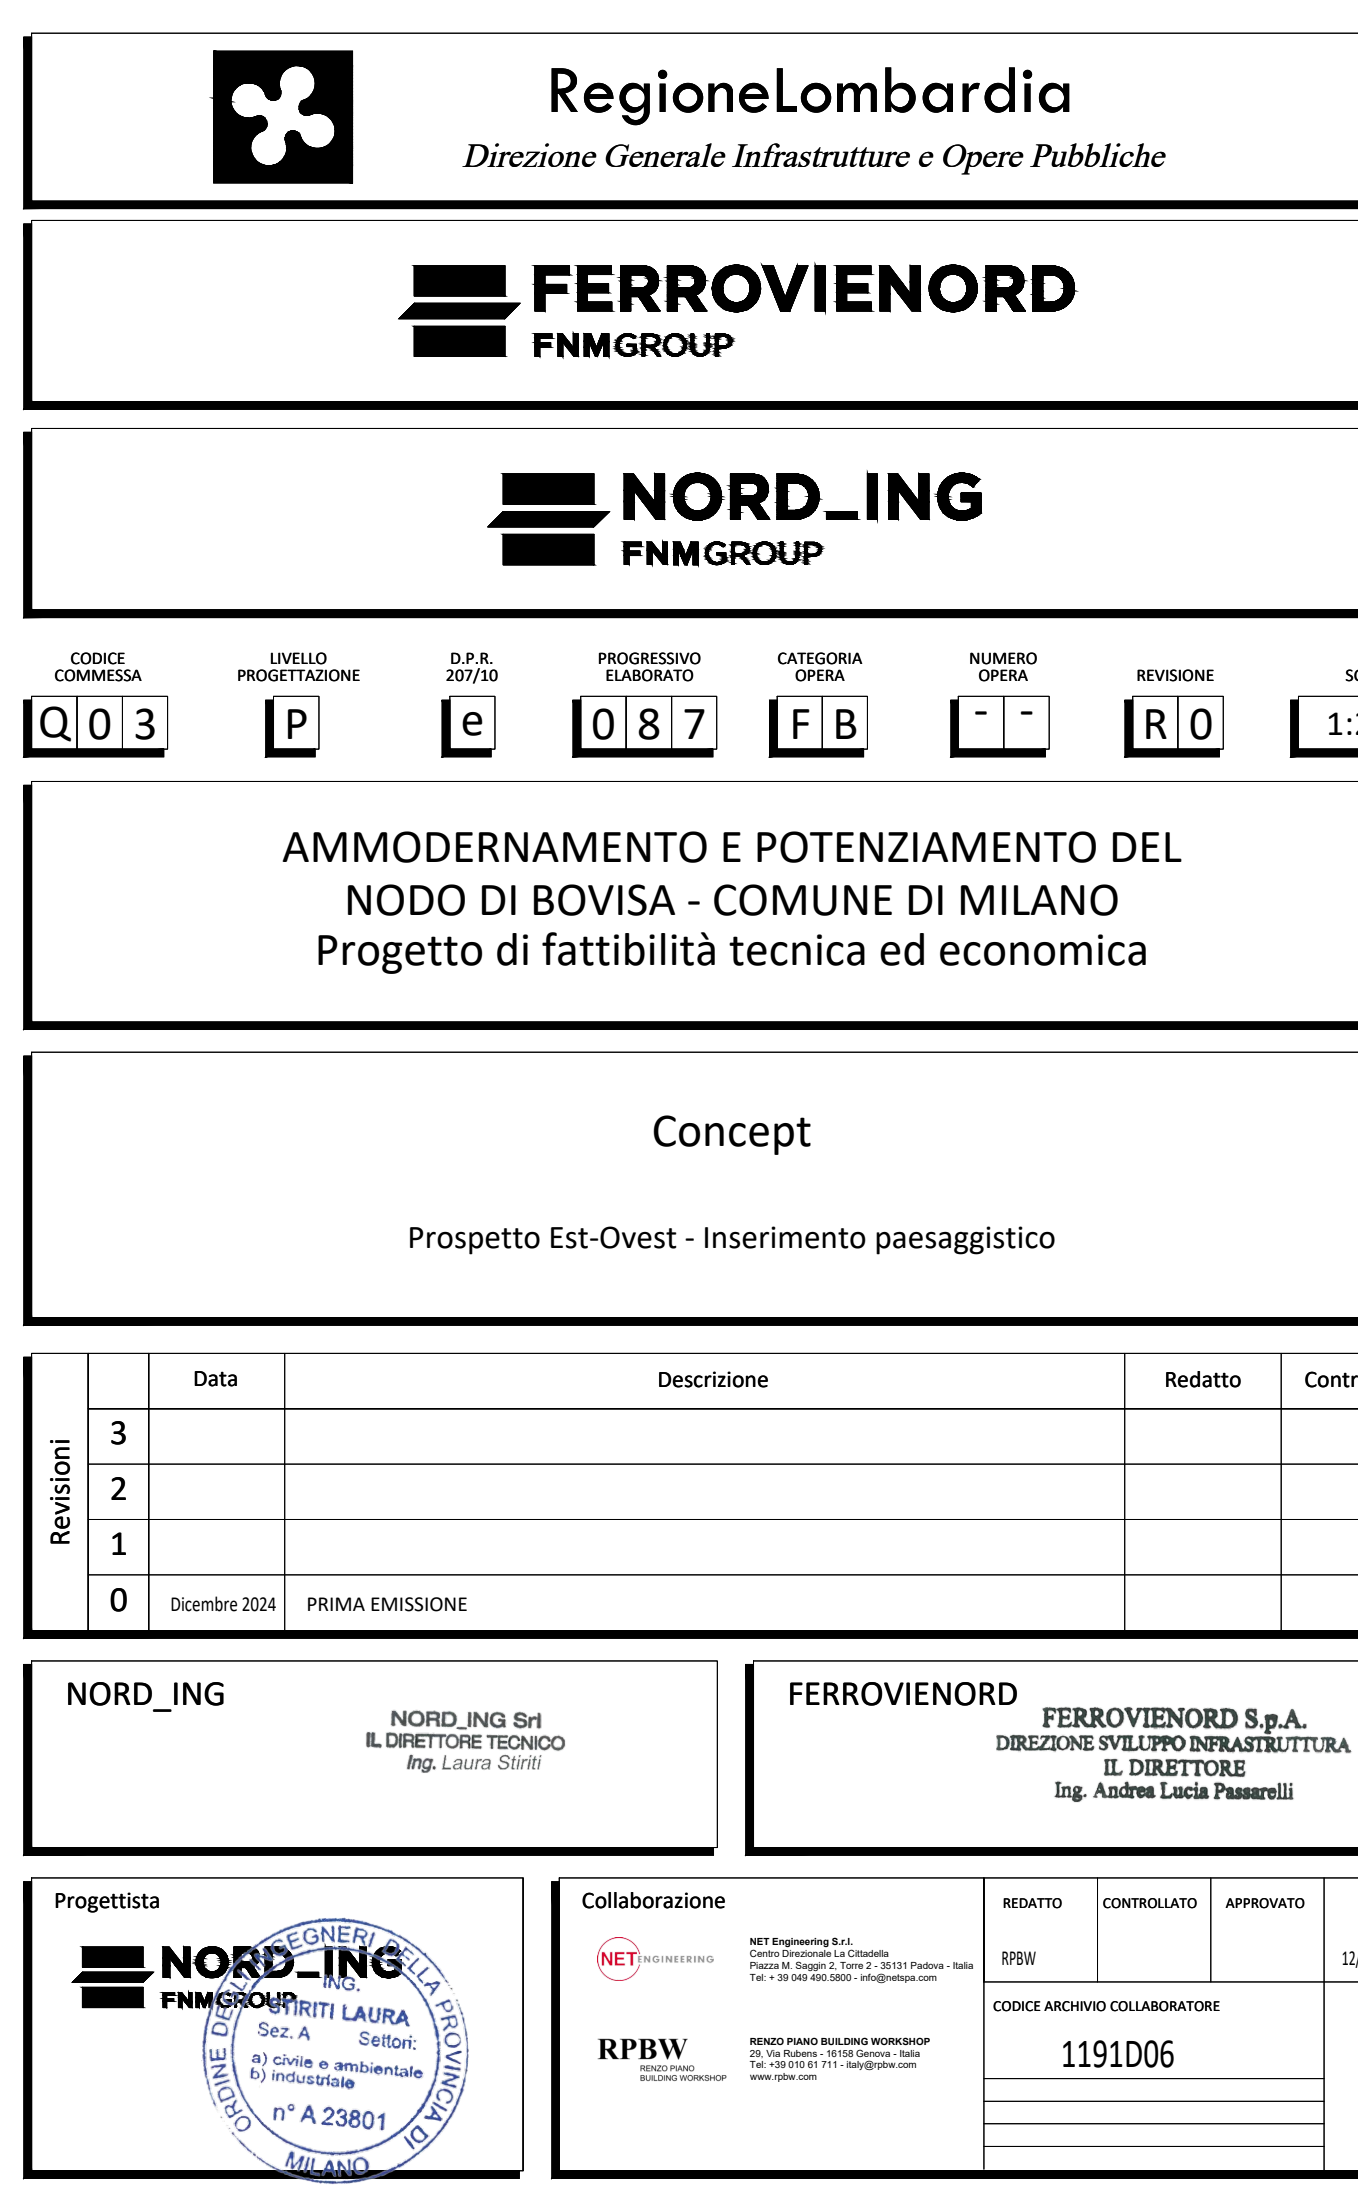 RegioneLombardia
Direzione Generale Infrastrutture e Opere Pubbliche
FERROVIENORD
FNMGROUP
NORD_ING
FNMGROUP
CODICE COMMESSA
LIVELLO PROGETTAZIONE
D.P.R. 207/10
PROGRESSIVO ELABORATO
CATEGORIA OPERA
NUMERO OPERA
REVISIONE
Q 0 3
P
e
0 8 7
F B
- -
R 0
AMMODERNAMENTO E POTENZIAMENTO DEL
NODO DI BOVISA - COMUNE DI MILANO
Progetto di fattibilità tecnica ed economica
Concept
Prospetto Est-Ovest - Inserimento paesaggistico
Revisioni
Data Descrizione Redatto
3
2
1
0 Dicembre 2024 PRIMA EMISSIONE
NORD_ING
NORD_ING Srl
IL DIRETTORE TECNICO
Ing. Laura Stiriti
FERROVIENORD
FERROVIENORD S.p.A.
DIREZIONE SVILUPPO INFRASTRUTTURA
IL DIRETTORE
Ing. Andrea Lucia Passarelli
Progettista
NORD_ING
FNMGROUP
ORDINE DEGLI INGEGNERI DELLA PROVINCIA DI MILANO
ING.
STIRITI LAURA
Sez. A Settori:
a) civile e ambientale
b) industriale
n° A 23801
Collaborazione
NET ENGINEERING
NET Engineering S.r.l.
Centro Direzionale La Cittadella
Piazza M. Saggin 2, Torre 2 - 35131 Padova - Italia
Tel: + 39 049 490.5800 - info@netspa.com
RPBW
RENZO PIANO
BUILDING WORKSHOP
RENZO PIANO BUILDING WORKSHOP
29, Via Rubens - 16158 Genova - Italia
Tel: +39 010 61 711 - italy@rpbw.com
www.rpbw.com
REDATTO CONTROLLATO APPROVATO
RPBW
12/
CODICE ARCHIVIO COLLABORATORE
1191D06